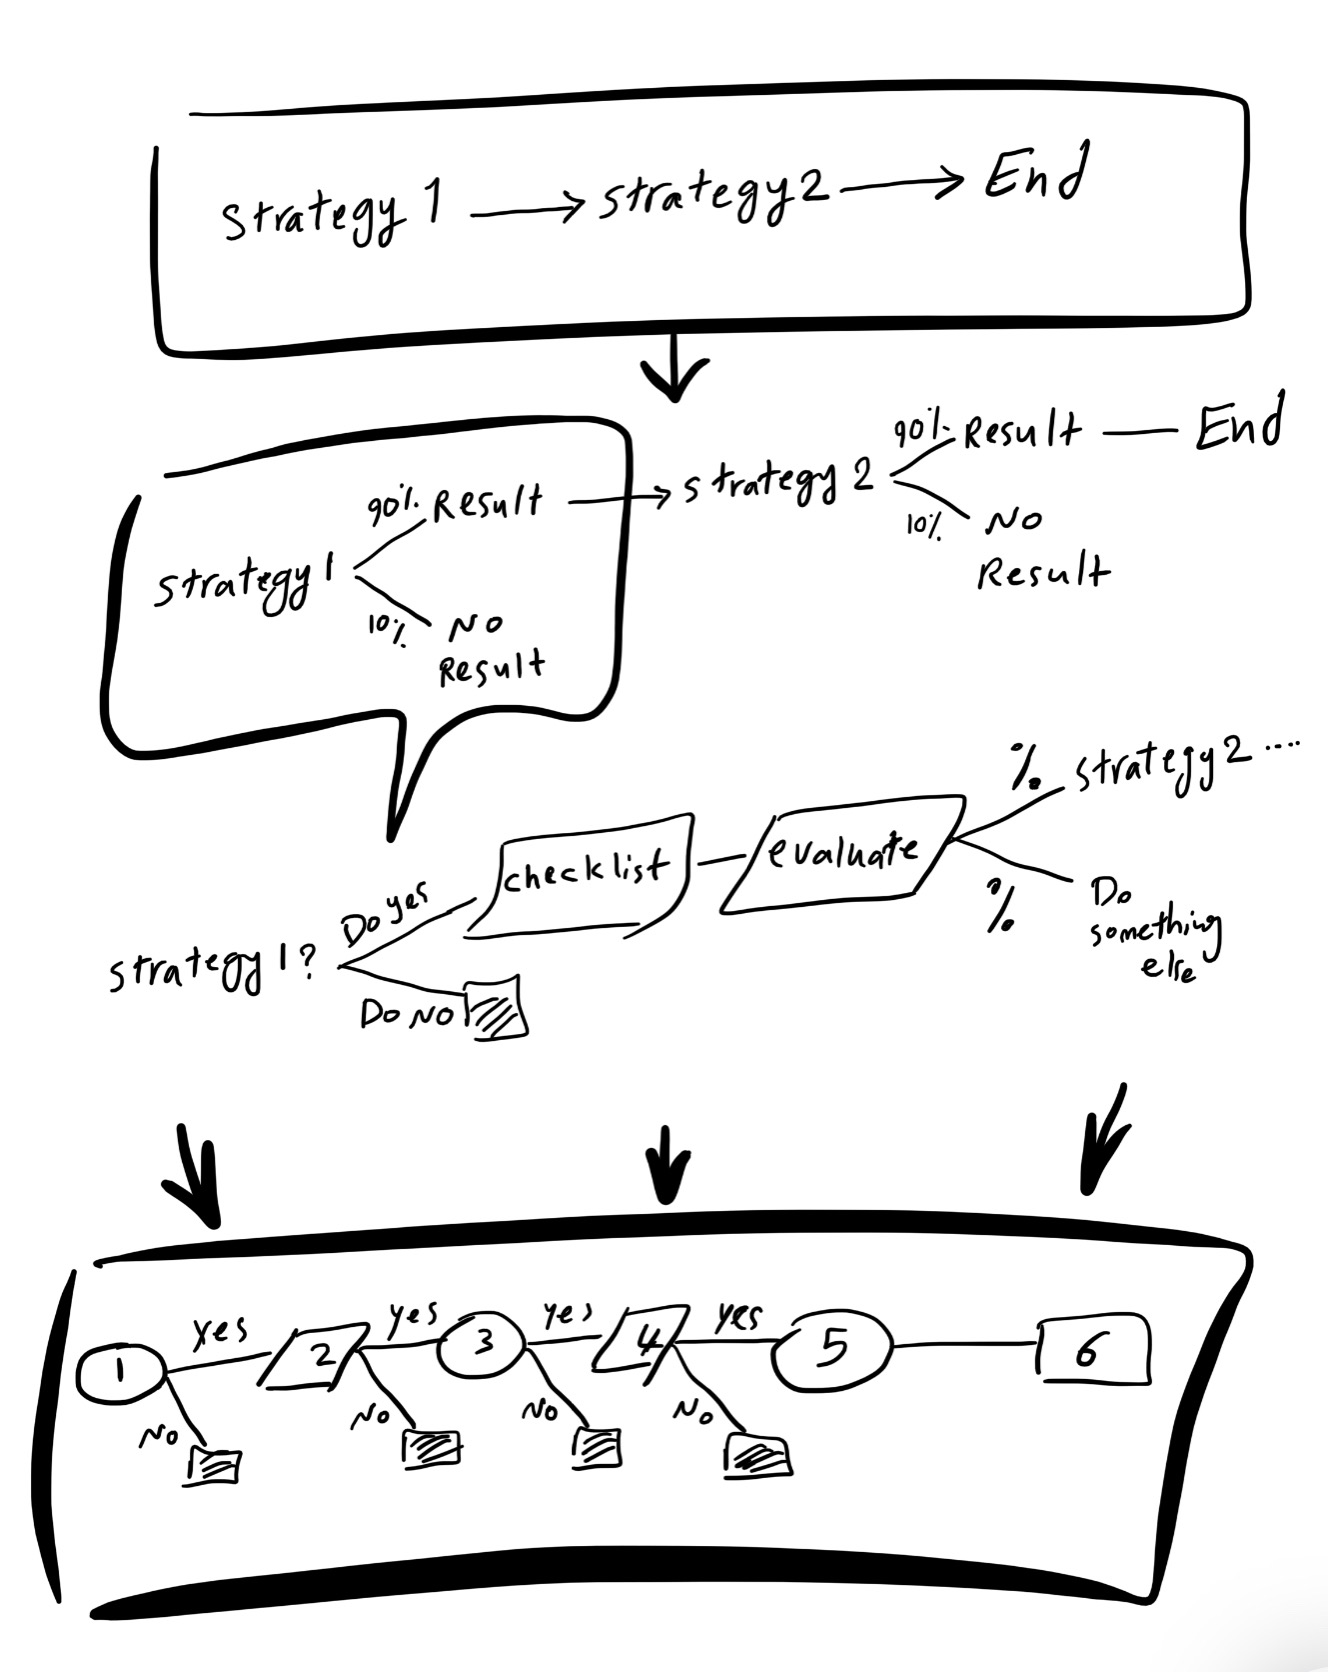 Strategy 1 strategy 2 End
90% Result strategy 2 90% Result End
strategy 1 10% No
Result
10% No
Result
% strategy 2 ....
strategy 1? Do yes checklist evaluate
% Do
something
else
Do No
1 yes 2 yes 3 yes 4 yes 5 6
No No No No